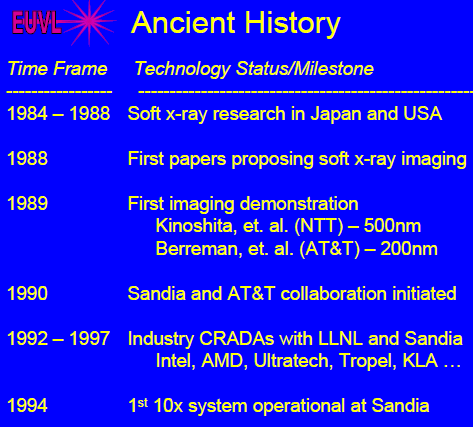 EUVL
Ancient History
Time Frame Technology Status/Milestone
----------------- ------------------------------------------------------
1984 – 1988 Soft x-ray research in Japan and USA
1988 First papers proposing soft x-ray imaging
1989 First imaging demonstration
Kinoshita, et. al. (NTT) – 500nm
Berreman, et. al. (AT&T) – 200nm
1990 Sandia and AT&T collaboration initiated
1992 – 1997 Industry CRADAs with LLNL and Sandia
Intel, AMD, Ultratech, Tropel, KLA …
1994 1st 10x system operational at Sandia